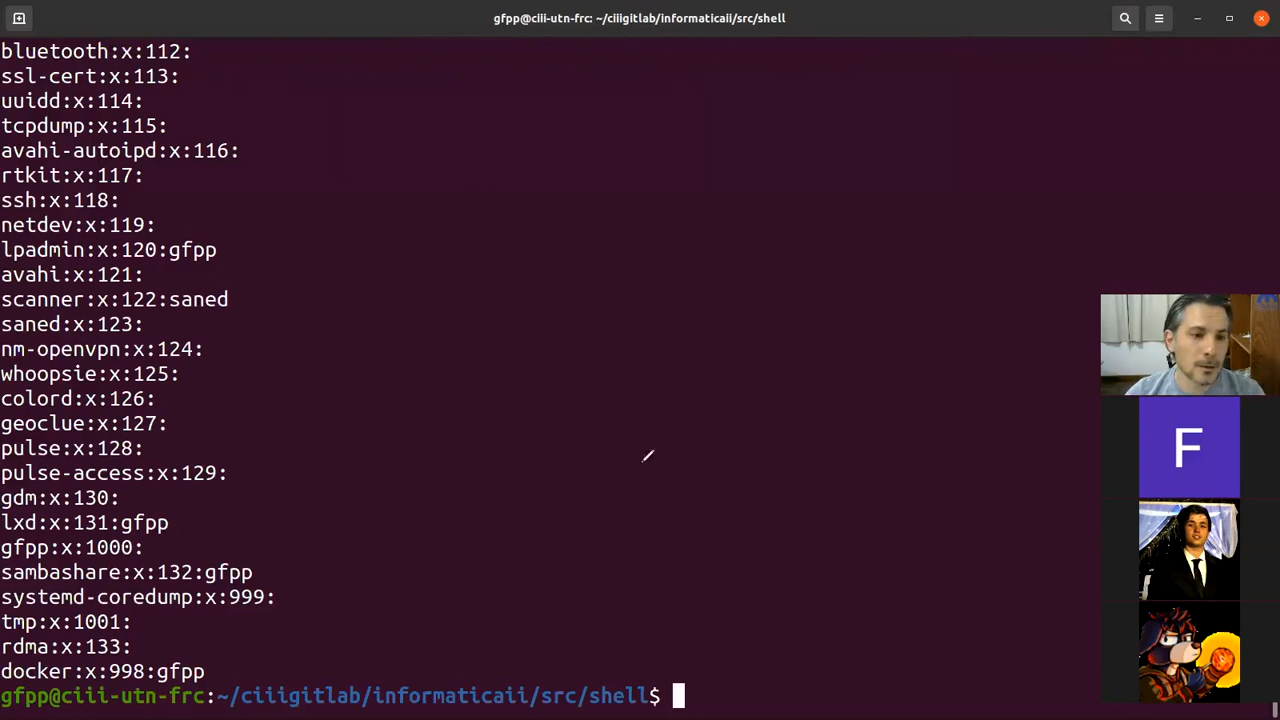 gfpp@ciii-utn-frc: ~/ciiigitlab/informaticaii/src/shell
bluetooth:x:112:
ssl-cert:x:113:
uuidd:x:114:
tcpdump:x:115:
avahi-autoipd:x:116:
rtkit:x:117:
ssh:x:118:
netdev:x:119:
lpadmin:x:120:gfpp
avahi:x:121:
scanner:x:122:saned
saned:x:123:
nm-openvpn:x:124:
whoopsie:x:125:
colord:x:126:
geoclue:x:127:
pulse:x:128:
pulse-access:x:129:
gdm:x:130:
lxd:x:131:gfpp
gfpp:x:1000:
sambashare:x:132:gfpp
systemd-coredump:x:999:
tmp:x:1001:
rdma:x:133:
docker:x:998:gfpp
gfpp@ciii-utn-frc:~/ciiigitlab/informaticaii/src/shell$
F